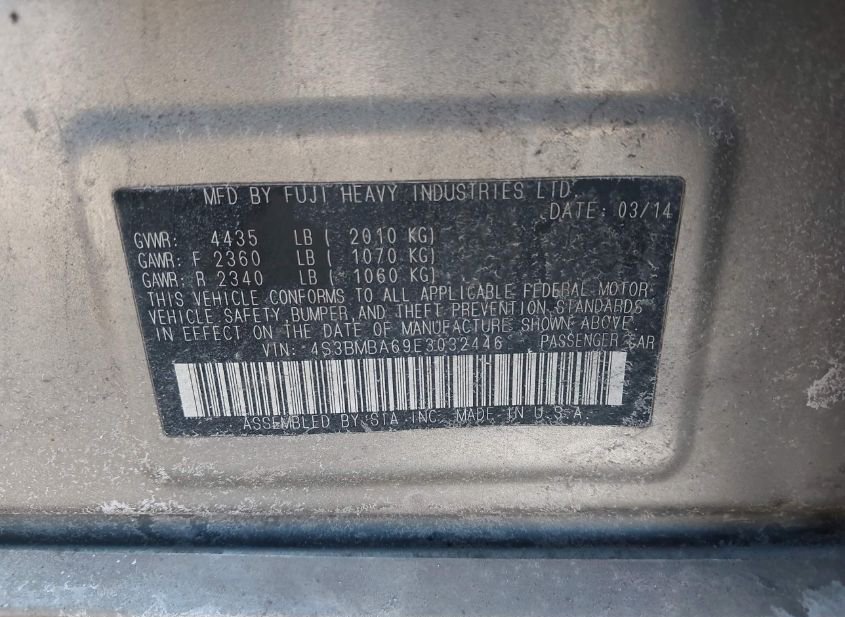 MFD BY FUJI HEAVY INDUSTRIES LTD.
DATE: 03/14
GVWR: 4435 LB ( 2010 KG)
GAWR: F 2360 LB ( 1070 KG)
GAWR: R 2340 LB ( 1060 KG)
THIS VEHICLE CONFORMS TO ALL APPLICABLE FEDERAL MOTOR
VEHICLE SAFETY, BUMPER AND THEFT PREVENTION STANDARDS
IN EFFECT ON THE DATE OF MANUFACTURE SHOWN ABOVE.
VIN: 4S3BMBA69E3032446 PASSENGER CAR
ASSEMBLED BY SIA INC. MADE IN U.S.A.